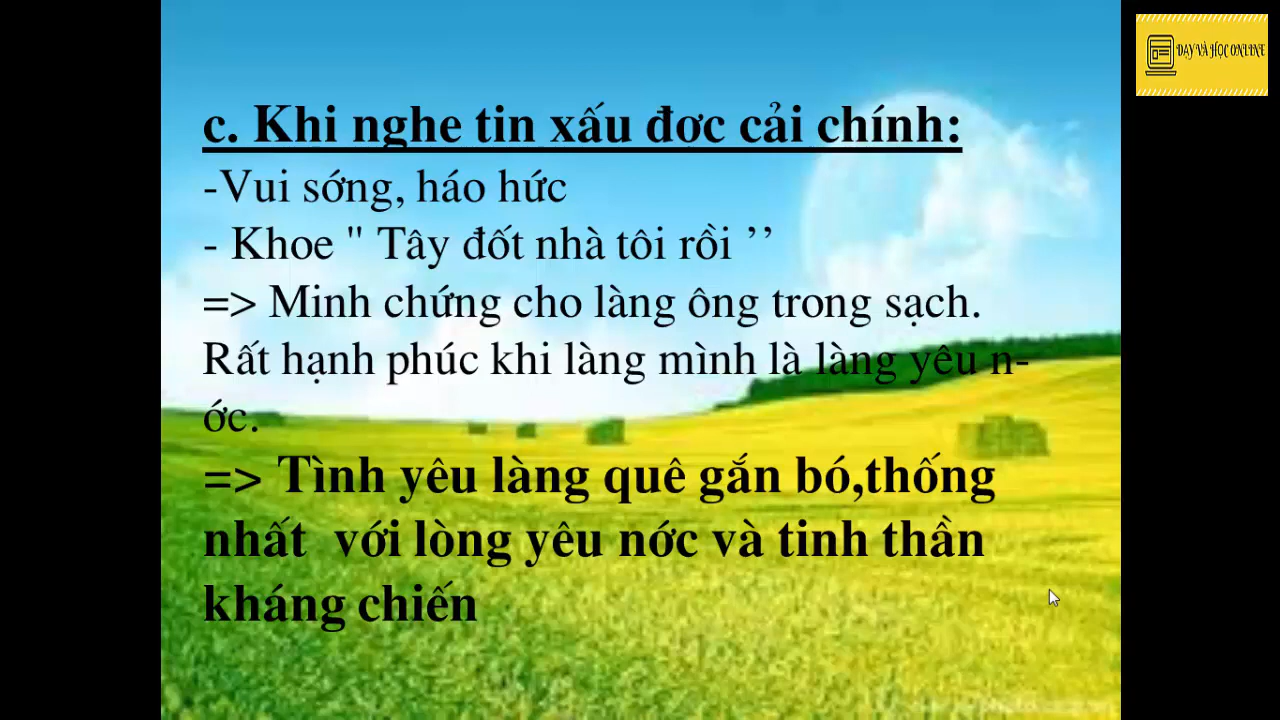 DẠY VÀ HỌC ONLINE
c. Khi nghe tin xấu đợc cải chính:
-Vui sớng, háo hức
- Khoe " Tây đốt nhà tôi rồi ’’
=> Minh chứng cho làng ông trong sạch.
Rất hạnh phúc khi làng mình là làng yêu n-
ớc.
=> Tình yêu làng quê gắn bó,thống
nhất với lòng yêu nớc và tinh thần
kháng chiến